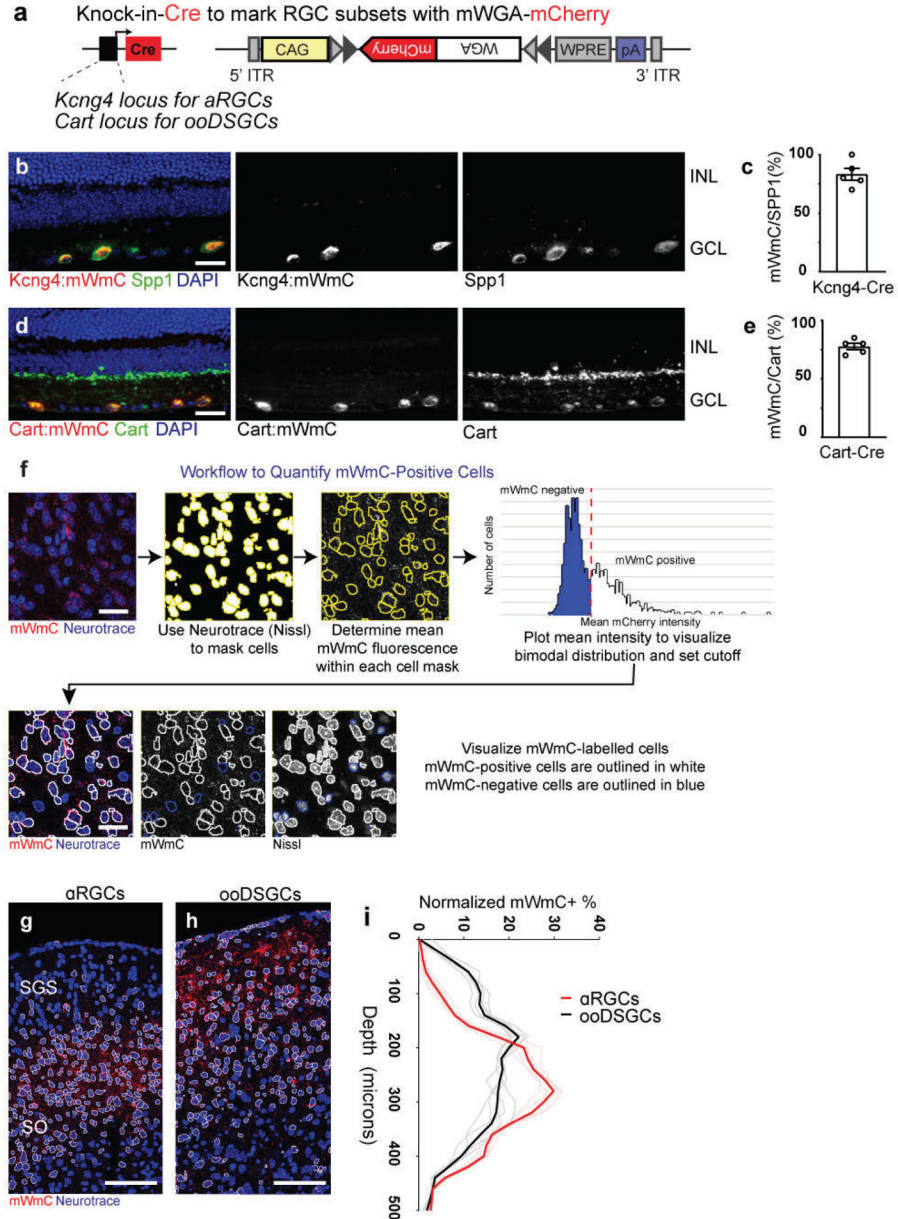 a
Knock-in-Cre to mark RGC subsets with mWGA-mCherry
Cre
CAG
mCherry
WGA
WPRE
pA
5' ITR
3' ITR
Kcng4 locus for aRGCs
Cart locus for ooDSGCs
b
INL
GCL
Kcng4:mWmC Spp1 DAPI
Kcng4:mWmC
Spp1
c
mWmC/SPP1(%)
100
50
0
Kcng4-Cre
d
INL
GCL
Cart:mWmC Cart DAPI
Cart:mWmC
Cart
e
mWmC/Cart (%)
100
50
0
Cart-Cre
f
Workflow to Quantify mWmC-Positive Cells
mWmC Neurotrace
Use Neurotrace (Nissl)
to mask cells
Determine mean
mWmC fluorescence
within each cell mask
mWmC negative
mWmC positive
Number of cells
Mean mCherry intensity
Plot mean intensity to visualize
bimodal distribution and set cutoff
mWmC Neurotrace
mWmC
Nissl
Visualize mWmC-labelled cells
mWmC-positive cells are outlined in white
mWmC-negative cells are outlined in blue
αRGCs
g
SGS
SO
mWmC Neurotrace
ooDSGCs
h
i
Normalized mWmC+ %
0 10 20 30 40
0
100
200
300
400
500
Depth (microns)
αRGCs
ooDSGCs